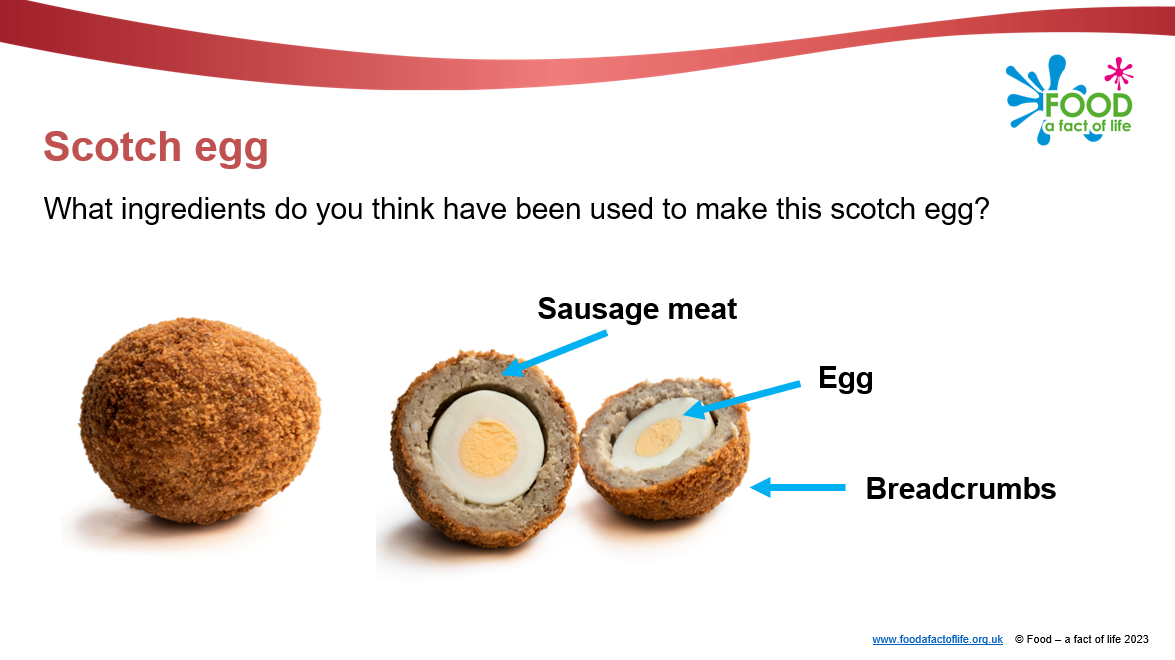 FOOD
a fact of life
Scotch egg
What ingredients do you think have been used to make this scotch egg?
Sausage meat
Egg
Breadcrumbs
www.foodafactoflife.org.uk © Food – a fact of life 2023